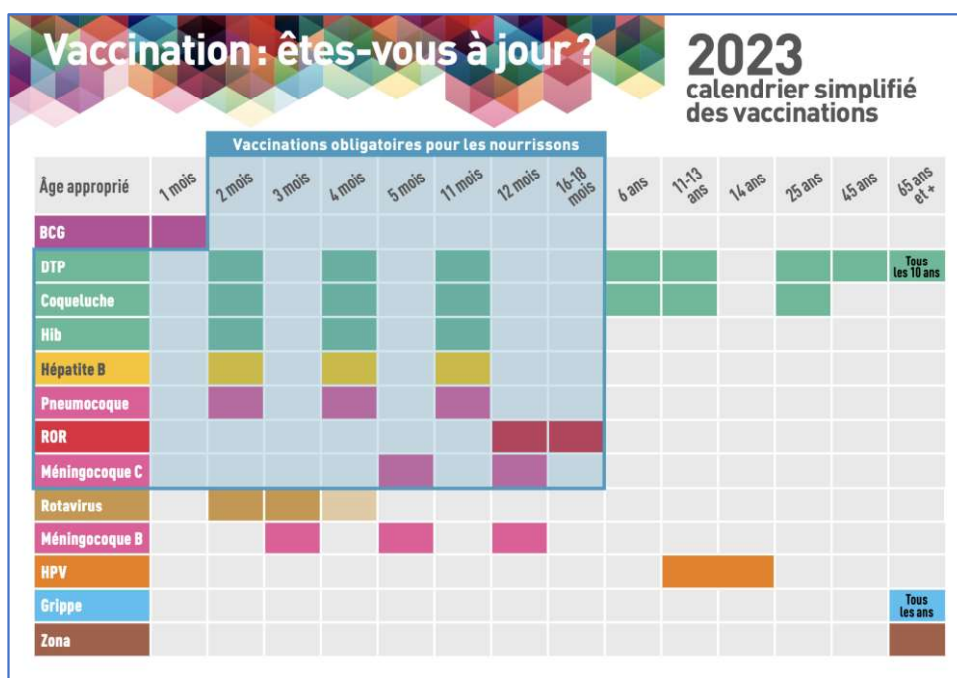 Vaccination : êtes-vous à jour ?
2023
calendrier simplifié
des vaccinations
Vaccinations obligatoires pour les nourrissons
Âge approprié 1 mois 2 mois 3 mois 4 mois 5 mois 11 mois 12 mois 16-18 mois 6 ans 11-13 ans 14 ans 25 ans 45 ans 65 ans et +
BCG
DTP Tous les 10 ans
Coqueluche
Hib
Hépatite B
Pneumocoque
ROR
Méningocoque C
Rotavirus
Méningocoque B
HPV
Grippe Tous les ans
Zona